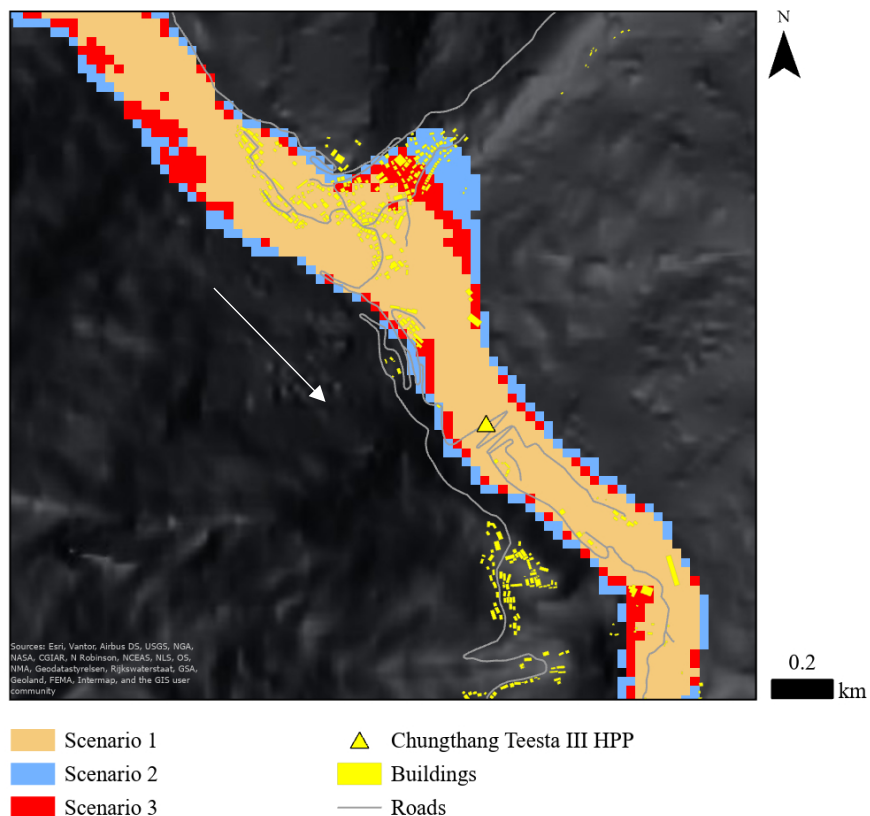 N
Sources: Esri, Vantor, Airbus DS, USGS, NGA,
NASA, CGIAR, N Robinson, NCEAS, NLS, OS,
NMA, Geodatastyrelsen, Rijkswaterstaat, GSA,
Geoland, FEMA, Intermap, and the GIS user
community
0.2
km
Scenario 1
Scenario 2
Scenario 3
Chungthang Teesta III HPP
Buildings
Roads